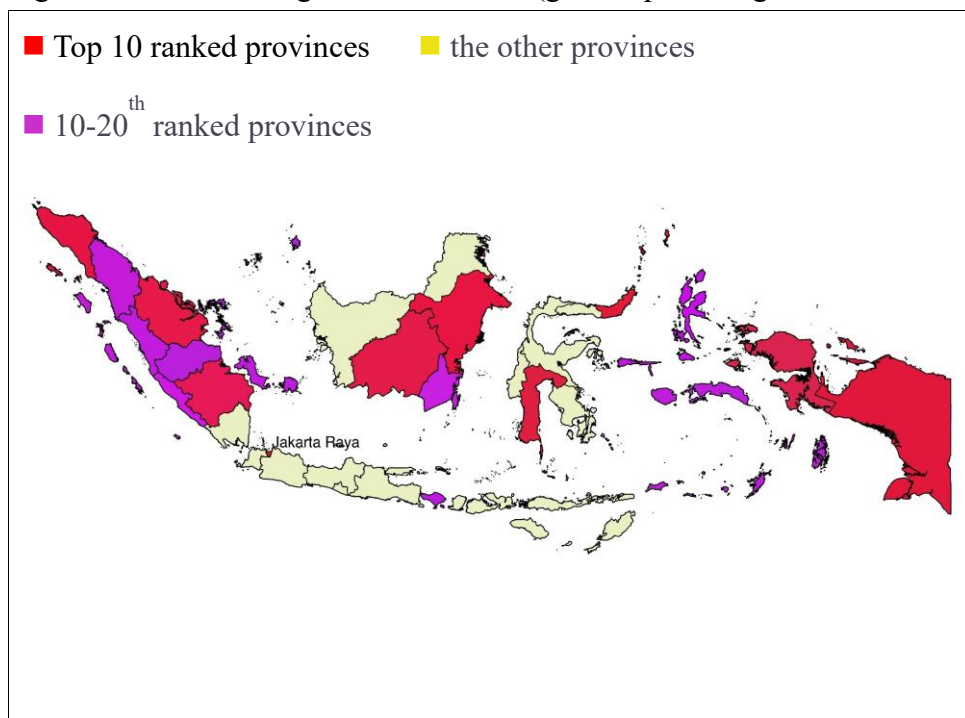 Top 10 ranked provinces the other provinces
10-20th ranked provinces
Jakarta Raya